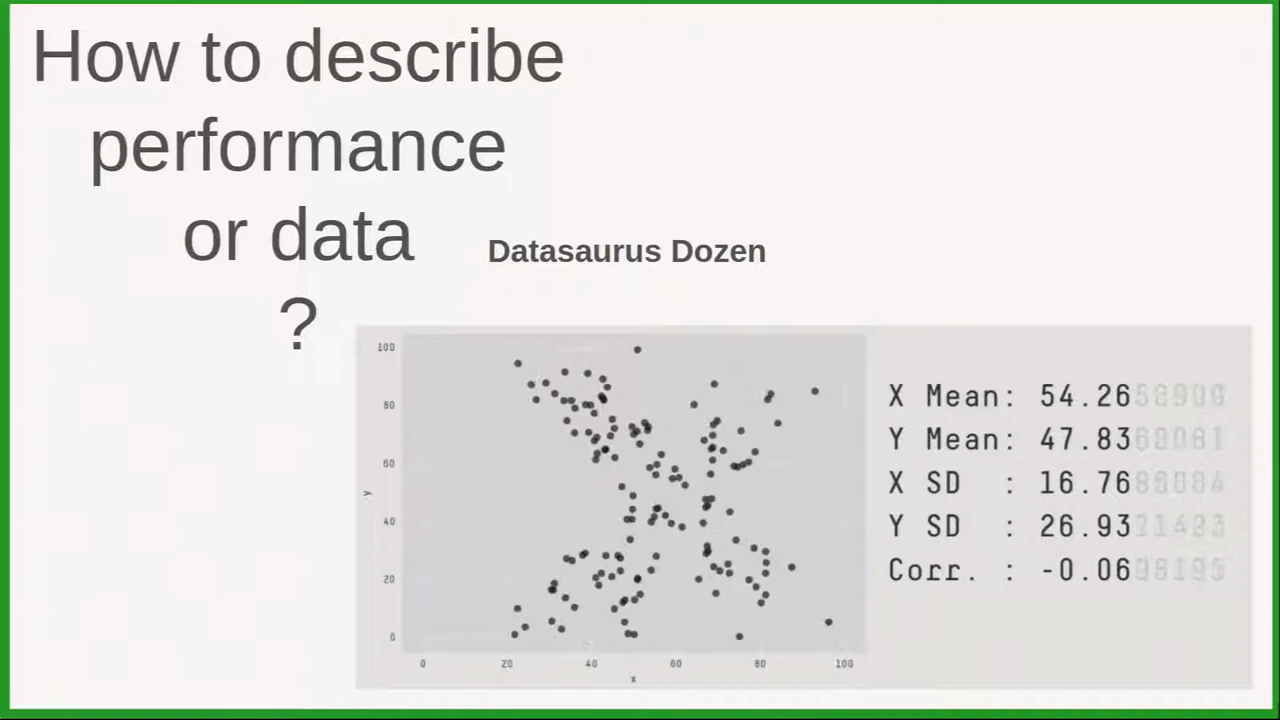 How to describe
performance
or data
?
Datasaurus Dozen
100
80
60
40
20
0
y
0 20 40 60 80 100
x
X Mean: 54.26
Y Mean: 47.83
X SD : 16.76
Y SD : 26.93
Corr. : -0.06